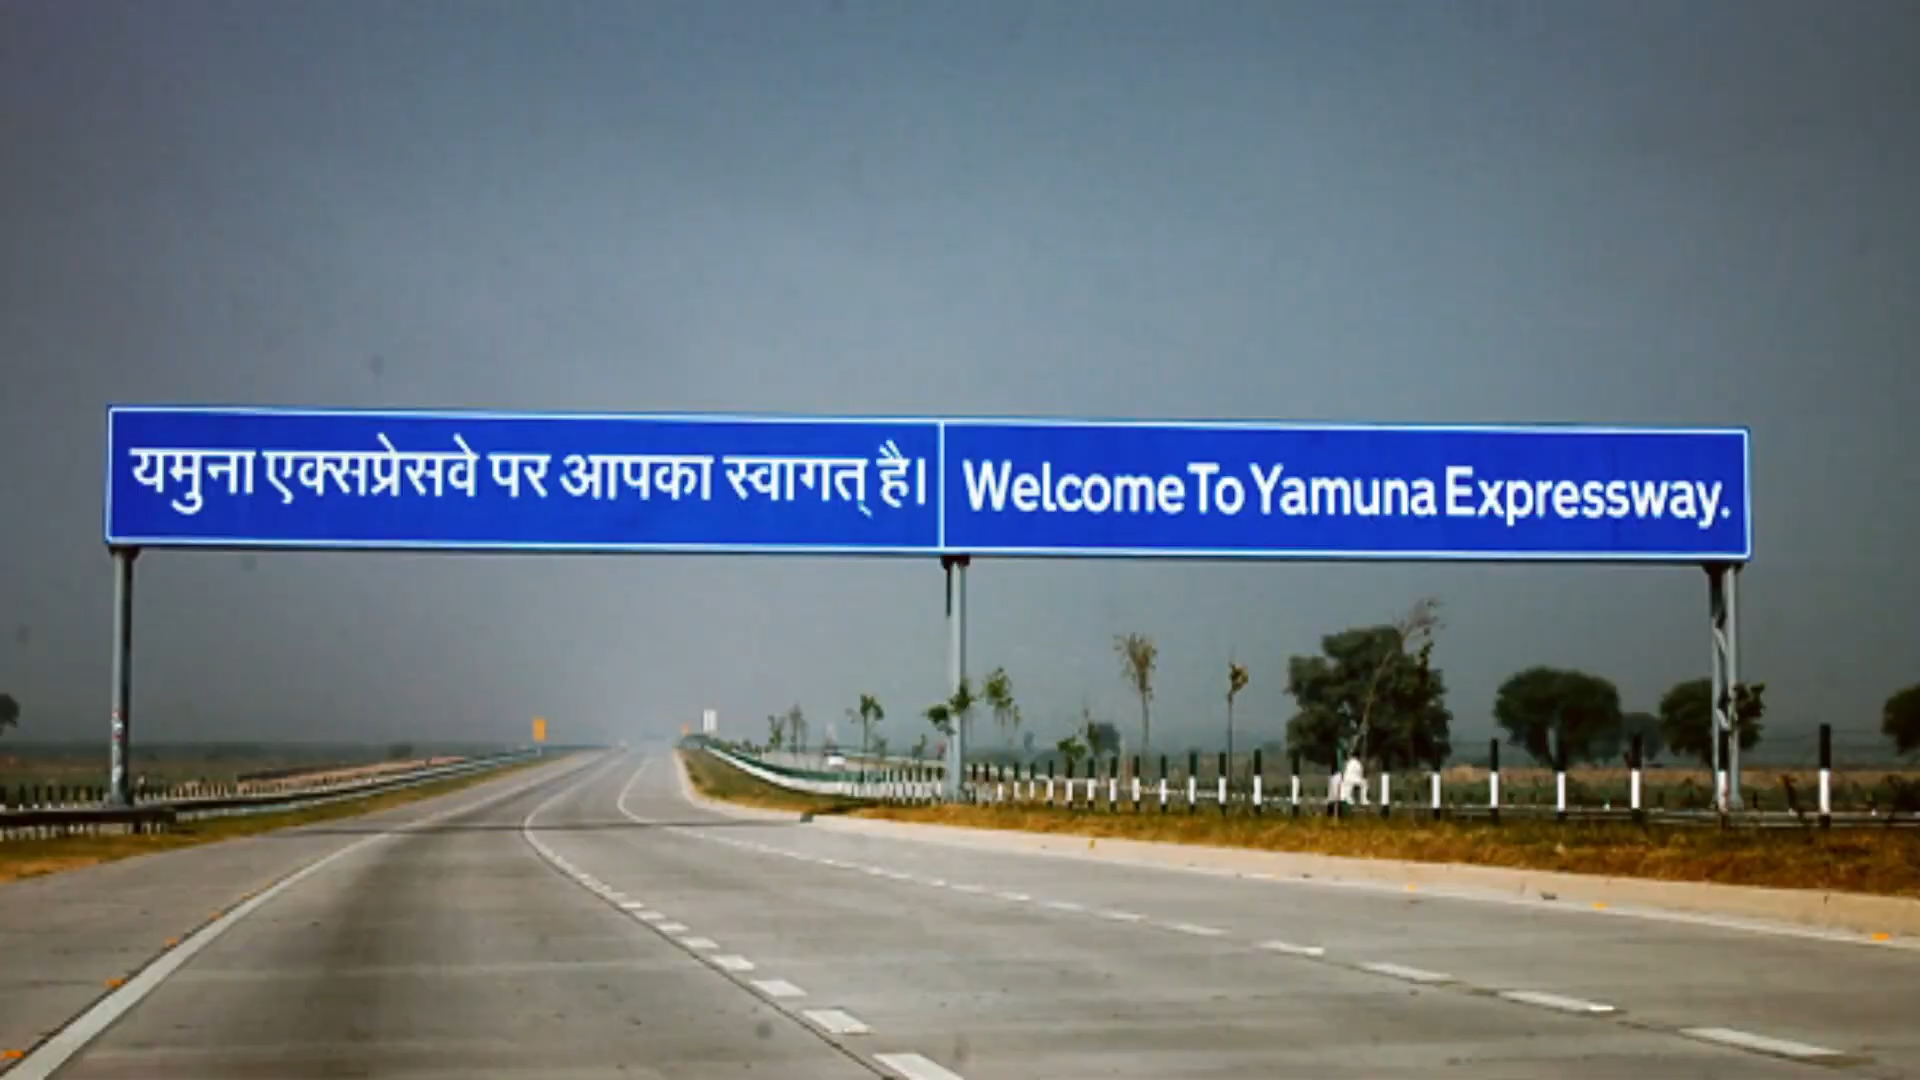 यमुना एक्सप्रेसवे पर आपका स्वागत् है।
Welcome To Yamuna Expressway.